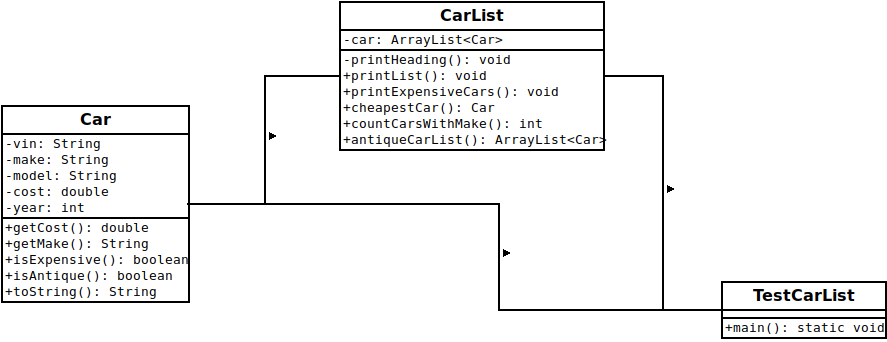 CarList
-car: ArrayList<Car>
-printHeading(): void
+printList(): void
+printExpensiveCars(): void
+cheapestCar(): Car
+countCarsWithMake(): int
+antiqueCarList(): ArrayList<Car>
Car
-vin: String
-make: String
-model: String
-cost: double
-year: int
+getCost(): double
+getMake(): String
+isExpensive(): boolean
+isAntique(): boolean
+toString(): String
TestCarList
+main(): static void